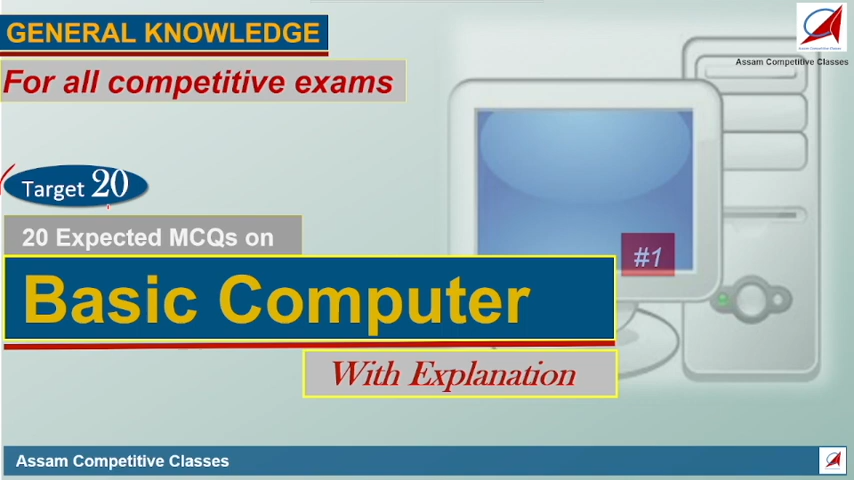 GENERAL KNOWLEDGE
Assam Competitive Classes
For all competitive exams
Target 20
20 Expected MCQs on
#1
Basic Computer
With Explanation
Assam Competitive Classes